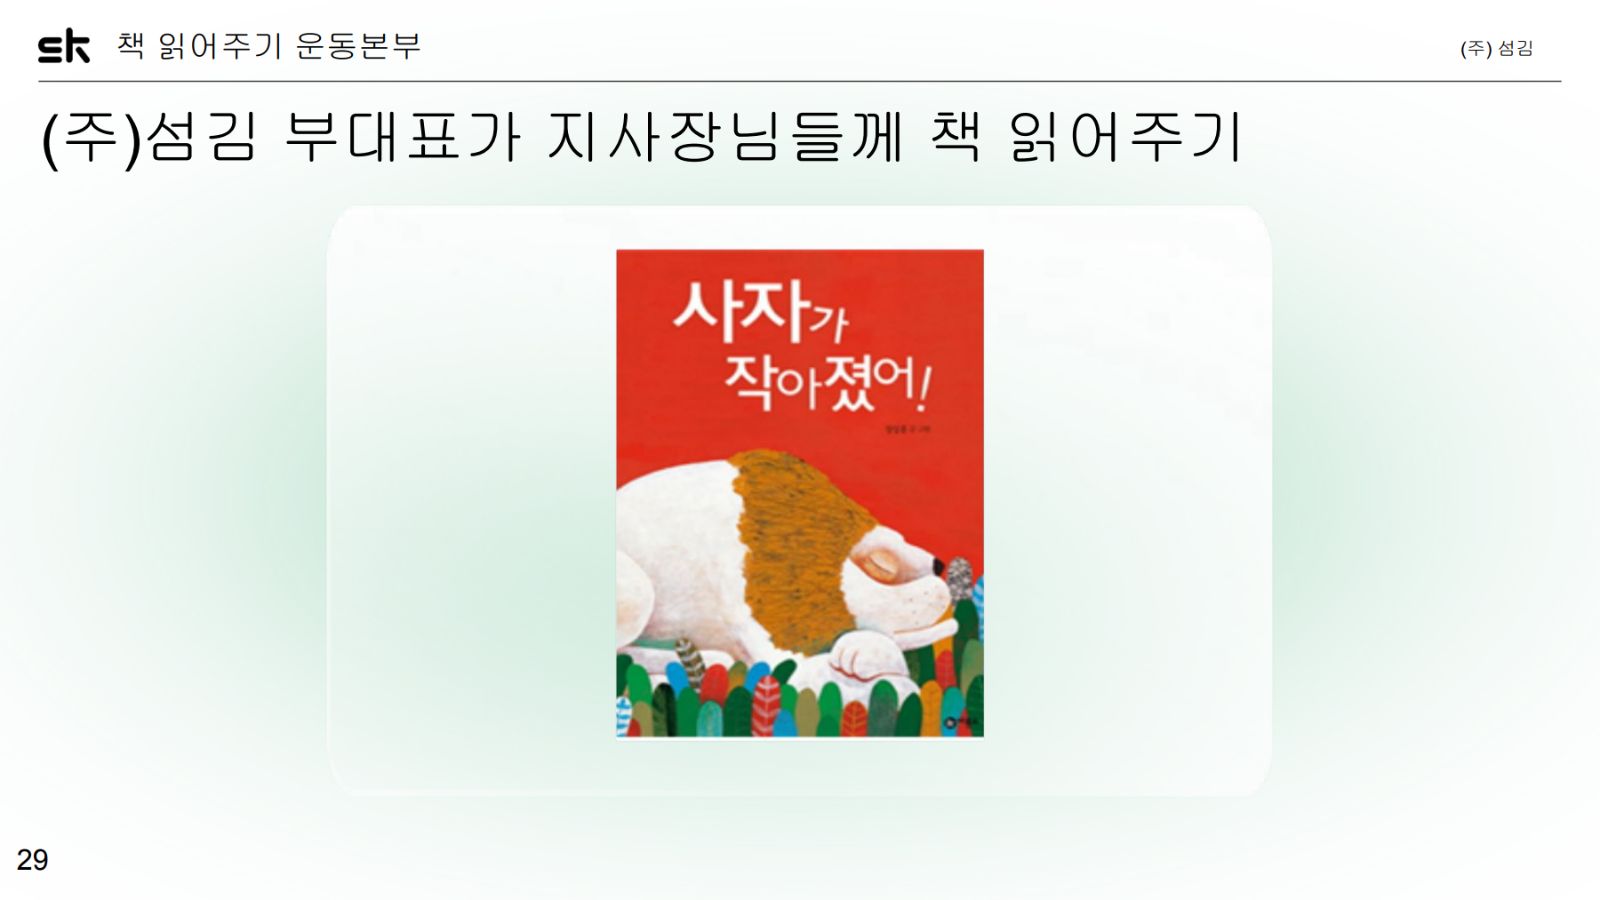 sk 책 읽어주기 운동본부
(주) 섬김
(주)섬김 부대표가 지사장님들께 책 읽어주기
사자가
작아졌어!
29